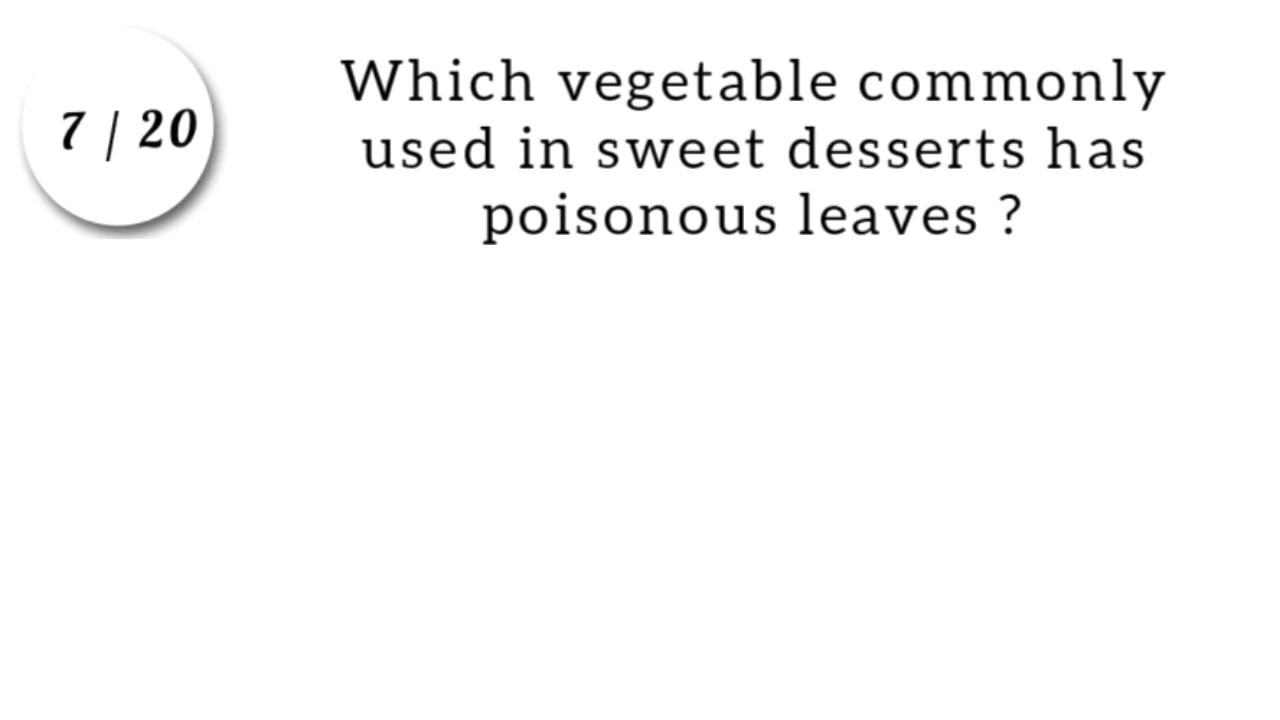 7 / 20
Which vegetable commonly
used in sweet desserts has
poisonous leaves ?